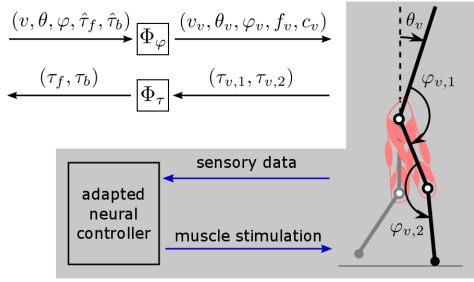 (v, θ, φ, τ̂_f, τ̂_b)
Φ_φ
(v_v, θ_v, φ_v, f_v, c_v)
θ_v
(τ_f, τ_b)
Φ_τ
(τ_{v,1}, τ_{v,2})
φ_{v,1}
sensory data
adapted
neural
controller
muscle stimulation
φ_{v,2}